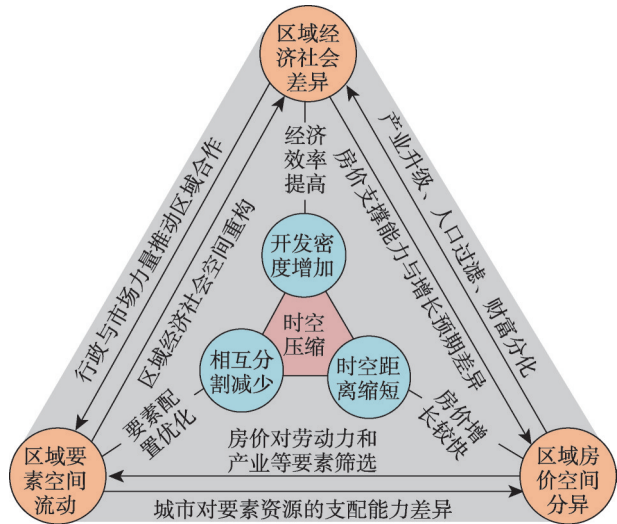 区域经
济社会
差异
经济
效率
提高
行政与市场力量推动区域合作
区域经济社会空间重构
房价支撑能力与增长预期差异
产业升级、人口过滤、财富分化
开发密
度增加
时空
压缩
相互分
割减少
时空距
离缩短
要素配
置优化
房价增
长较快
区域要
素空间
流动
房价对劳动力和
产业等要素筛选
区域房
价空间
分异
城市对要素资源的支配能力差异